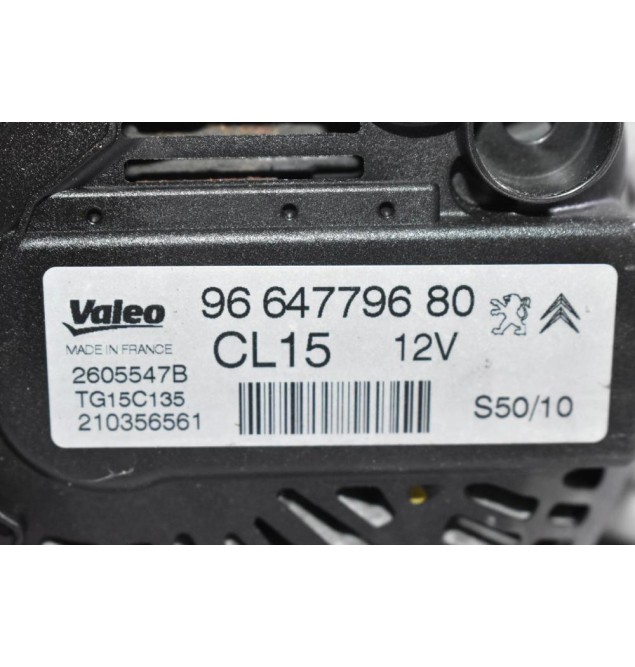 Valeo
96 647796 80
MADE IN FRANCE
CL15 12V
2605547B
TG15C135
210356561
S50/10